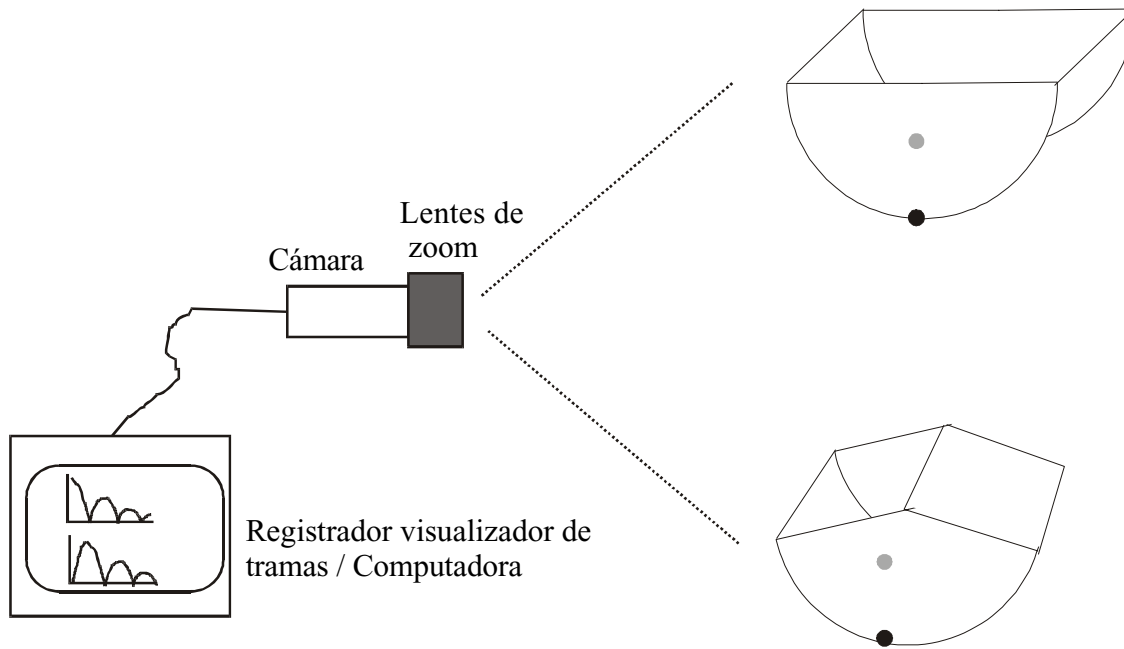 Lentes de
zoom
Cámara
Registrador visualizador de
tramas / Computadora